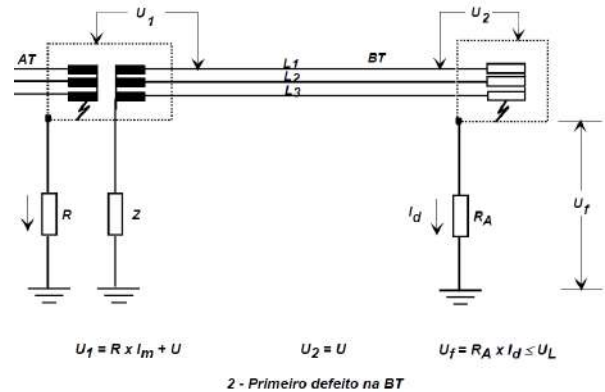 U1 U2
AT L1 BT
L2
L3
R Z Id RA Uf
U1 = R x Im + U U2 = U Uf = RA x Id ≤ UL
2 - Primeiro defeito na BT